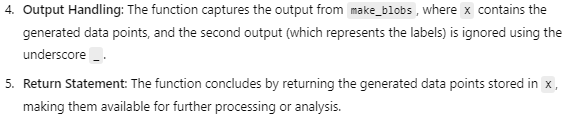 4. Output Handling: The function captures the output from make_blobs, where x contains the
generated data points, and the second output (which represents the labels) is ignored using the
underscore _.
5. Return Statement: The function concludes by returning the generated data points stored in x,
making them available for further processing or analysis.